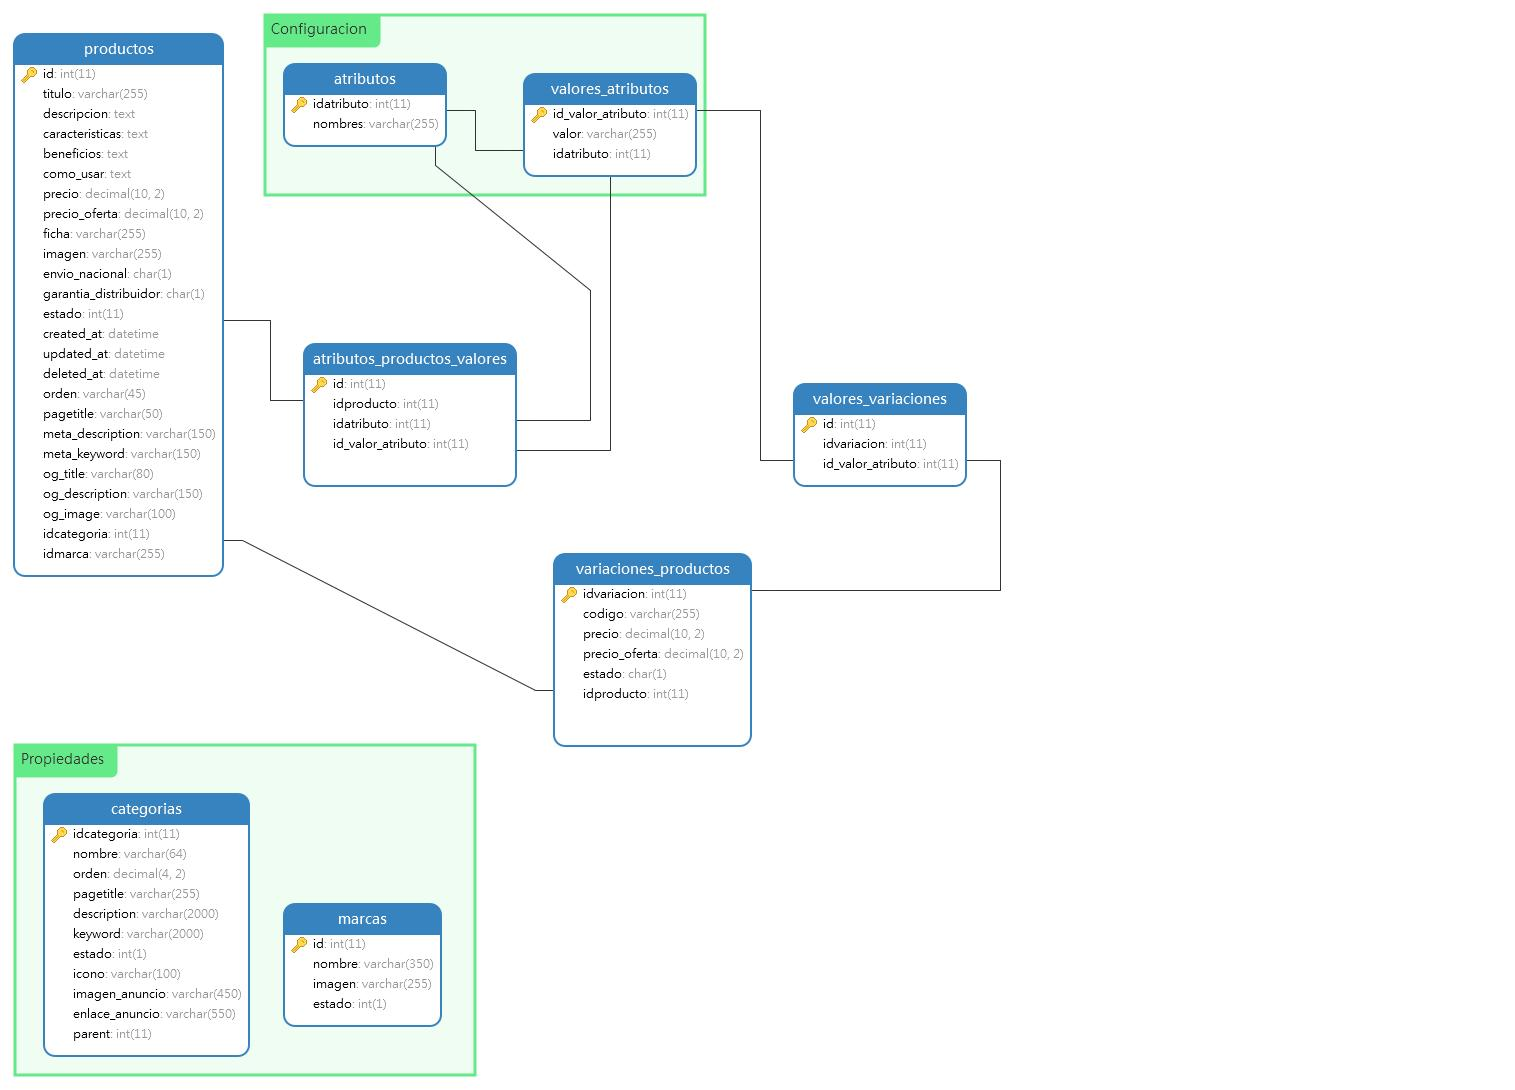 productos
id: int(11)
titulo: varchar(255)
descripcion: text
caracteristicas: text
beneficios: text
como_usar: text
precio: decimal(10, 2)
precio_oferta: decimal(10, 2)
ficha: varchar(255)
imagen: varchar(255)
envio_nacional: char(1)
garantia_distribuidor: char(1)
estado: int(11)
created_at: datetime
updated_at: datetime
deleted_at: datetime
orden: varchar(45)
pagetitle: varchar(50)
meta_description: varchar(150)
meta_keyword: varchar(150)
og_title: varchar(80)
og_description: varchar(150)
og_image: varchar(100)
idcategoria: int(11)
idmarca: varchar(255)
Configuracion
atributos
idatributo: int(11)
nombres: varchar(255)
valores_atributos
id_valor_atributo: int(11)
valor: varchar(255)
idatributo: int(11)
atributos_productos_valores
id: int(11)
idproducto: int(11)
idatributo: int(11)
id_valor_atributo: int(11)
valores_variaciones
id: int(11)
idvariacion: int(11)
id_valor_atributo: int(11)
variaciones_productos
idvariacion: int(11)
codigo: varchar(255)
precio: decimal(10, 2)
precio_oferta: decimal(10, 2)
estado: char(1)
idproducto: int(11)
Propiedades
categorias
idcategoria: int(11)
nombre: varchar(64)
orden: decimal(4, 2)
pagetitle: varchar(255)
description: varchar(2000)
keyword: varchar(2000)
estado: int(1)
icono: varchar(100)
imagen_anuncio: varchar(450)
enlace_anuncio: varchar(550)
parent: int(11)
marcas
id: int(11)
nombre: varchar(350)
imagen: varchar(255)
estado: int(1)